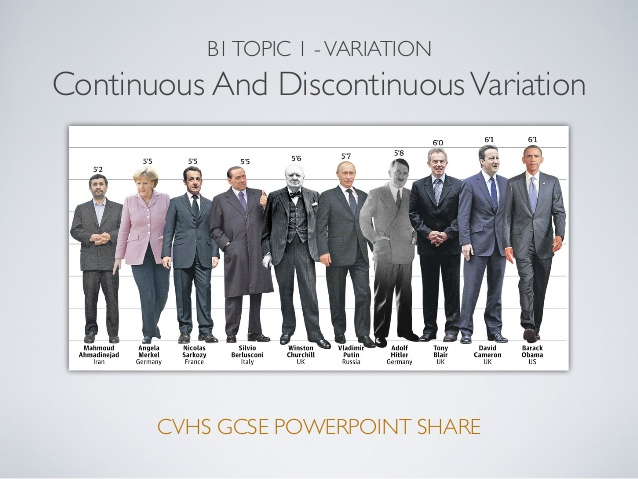 B1 TOPIC 1 - VARIATION
Continuous And Discontinuous Variation
5'2
5'5
5'5
5'5
5'6
5'7
5'8
6'0
6'1
6'1
Mahmoud Ahmadinejad
Iran
Angela Merkel
Germany
Nicolas Sarkozy
France
Silvio Berlusconi
Italy
Winston Churchill
UK
Vladimir Putin
Russia
Adolf Hitler
Germany
Tony Blair
UK
David Cameron
UK
Barack Obama
US
CVHS GCSE POWERPOINT SHARE